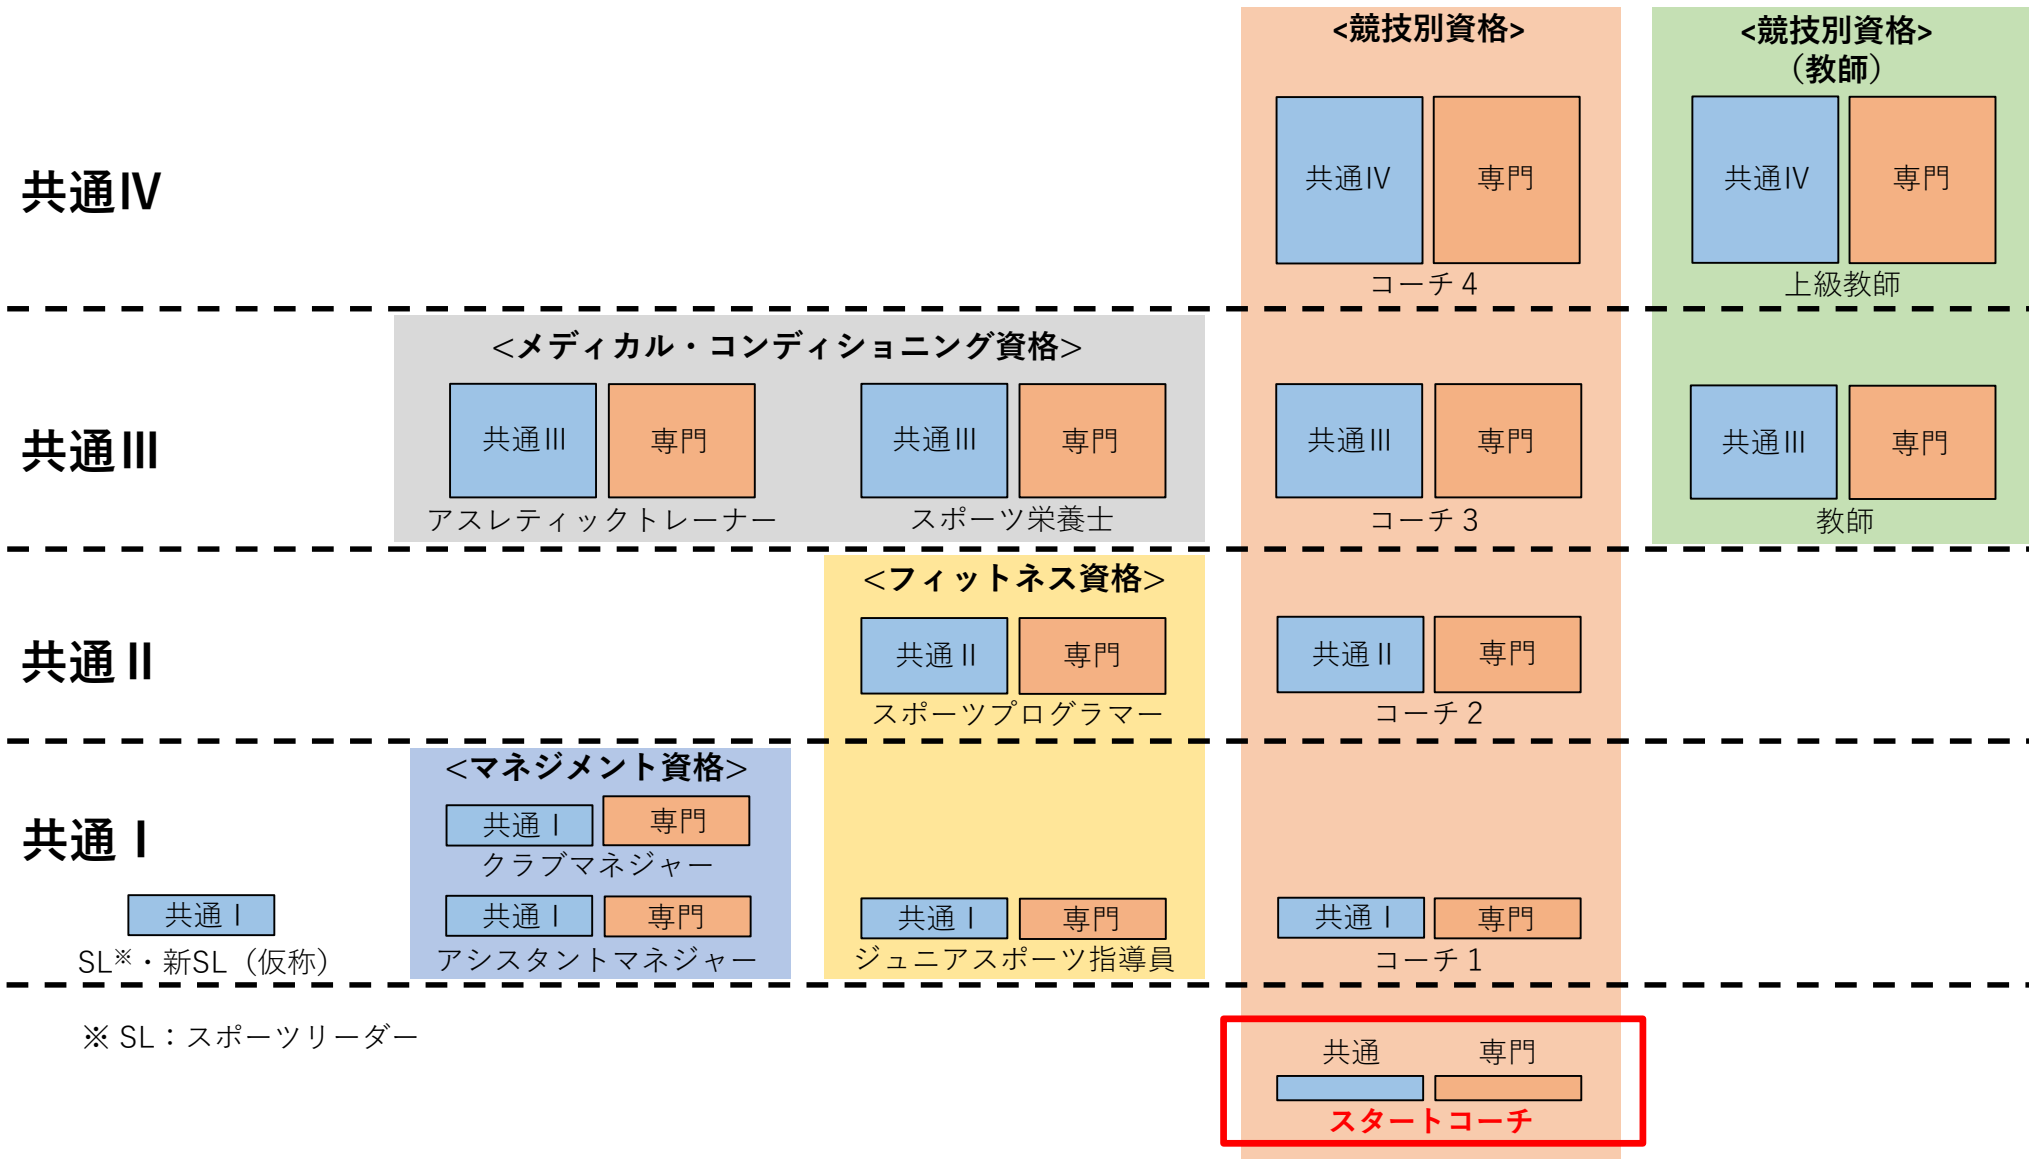 <競技別資格>
<競技別資格>
（教師）
共通Ⅳ
共通Ⅳ 専門
コーチ４
共通Ⅳ 専門
上級教師
共通Ⅲ
<メディカル・コンディショニング資格>
共通Ⅲ 専門
アスレティックトレーナー
共通Ⅲ 専門
スポーツ栄養士
共通Ⅲ 専門
コーチ３
共通Ⅲ 専門
教師
共通Ⅱ
<フィットネス資格>
共通Ⅱ 専門
スポーツプログラマー
共通Ⅱ 専門
コーチ２
共通Ⅰ
共通Ⅰ
SL※・新SL（仮称）
<マネジメント資格>
共通Ⅰ 専門
クラブマネジャー
共通Ⅰ 専門
アシスタントマネジャー
共通Ⅰ 専門
ジュニアスポーツ指導員
共通Ⅰ 専門
コーチ１
※ SL：スポーツリーダー
共通 専門
スタートコーチ